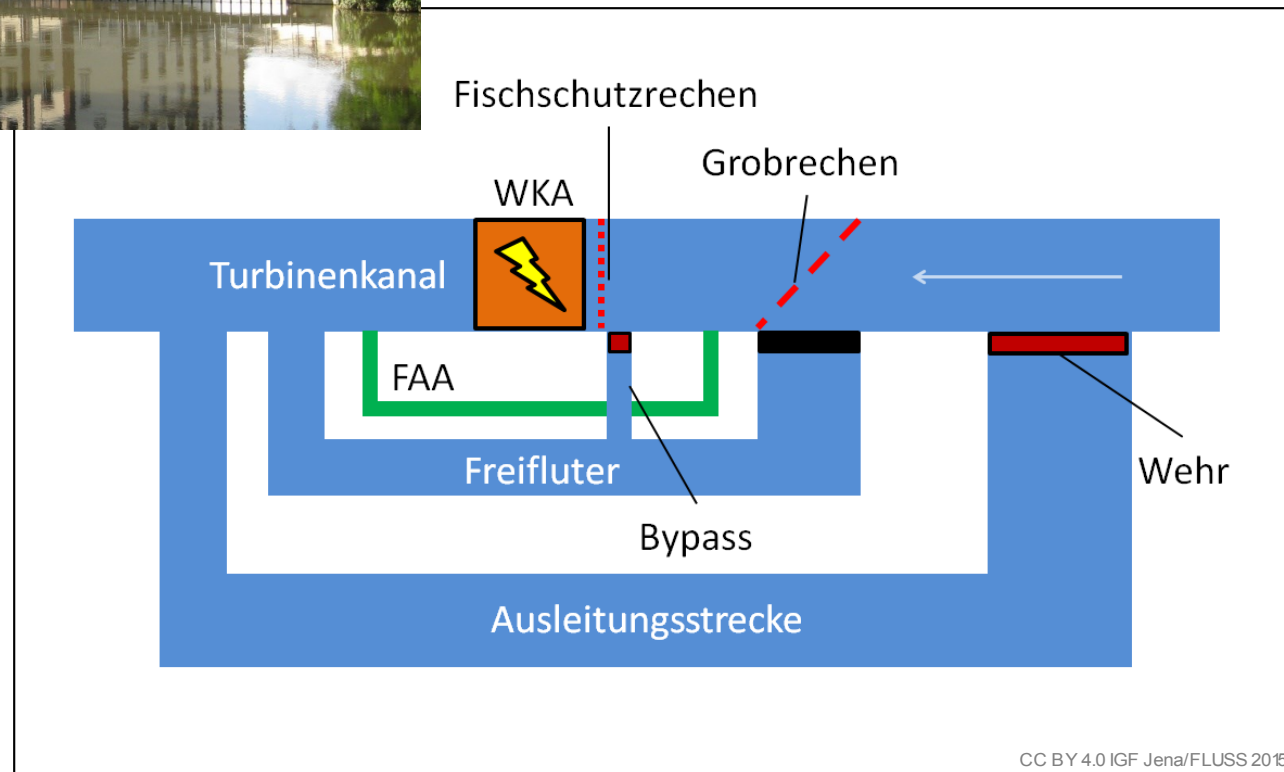 Fischschutzrechen
Grobrechen
WKA
Turbinenkanal
FAA
Freifluter
Wehr
Bypass
Ausleitungsstrecke
CC BY 4.0 IGF Jena/FLUSS 2015